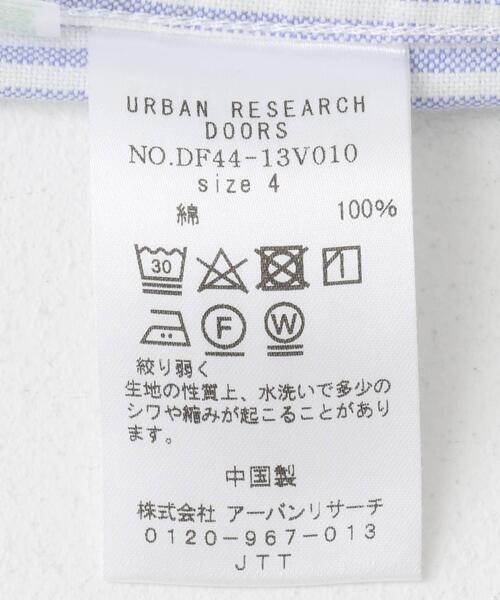 URBAN RESEARCH
DOORS
NO.DF44-13V010
size 4
綿 100%
30
F W
絞り弱く
生地の性質上、水洗いで多少の
シワや縮みが起こることがあり
ます。
中国製
株式会社 アーバンリサーチ
0120-967-013
JTT